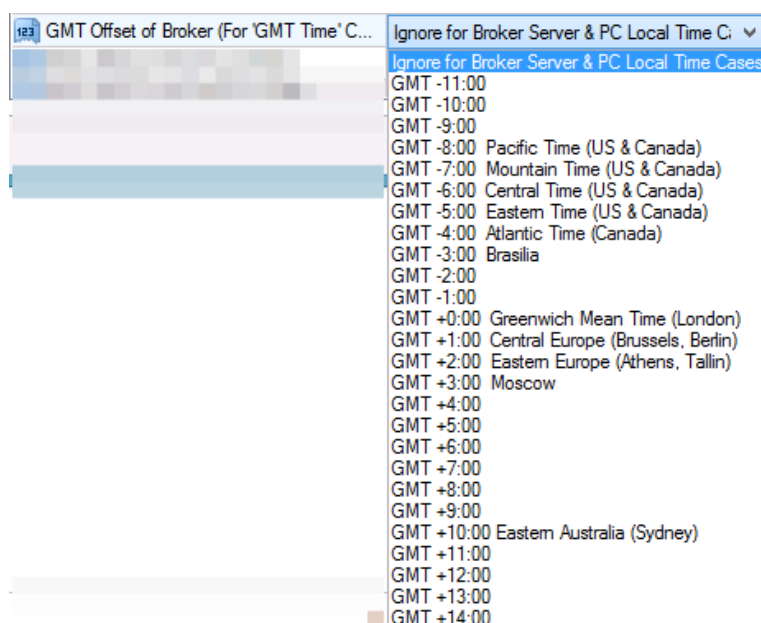 123 GMT Offset of Broker (For 'GMT Time' C...
Ignore for Broker Server & PC Local Time C
Ignore for Broker Server & PC Local Time Cases
GMT -11:00
GMT -10:00
GMT -9:00
GMT -8:00 Pacific Time (US & Canada)
GMT -7:00 Mountain Time (US & Canada)
GMT -6:00 Central Time (US & Canada)
GMT -5:00 Eastern Time (US & Canada)
GMT -4:00 Atlantic Time (Canada)
GMT -3:00 Brasilia
GMT -2:00
GMT -1:00
GMT +0:00 Greenwich Mean Time (London)
GMT +1:00 Central Europe (Brussels, Berlin)
GMT +2:00 Eastern Europe (Athens, Tallin)
GMT +3:00 Moscow
GMT +4:00
GMT +5:00
GMT +6:00
GMT +7:00
GMT +8:00
GMT +9:00
GMT +10:00 Eastern Australia (Sydney)
GMT +11:00
GMT +12:00
GMT +13:00
GMT +14:00